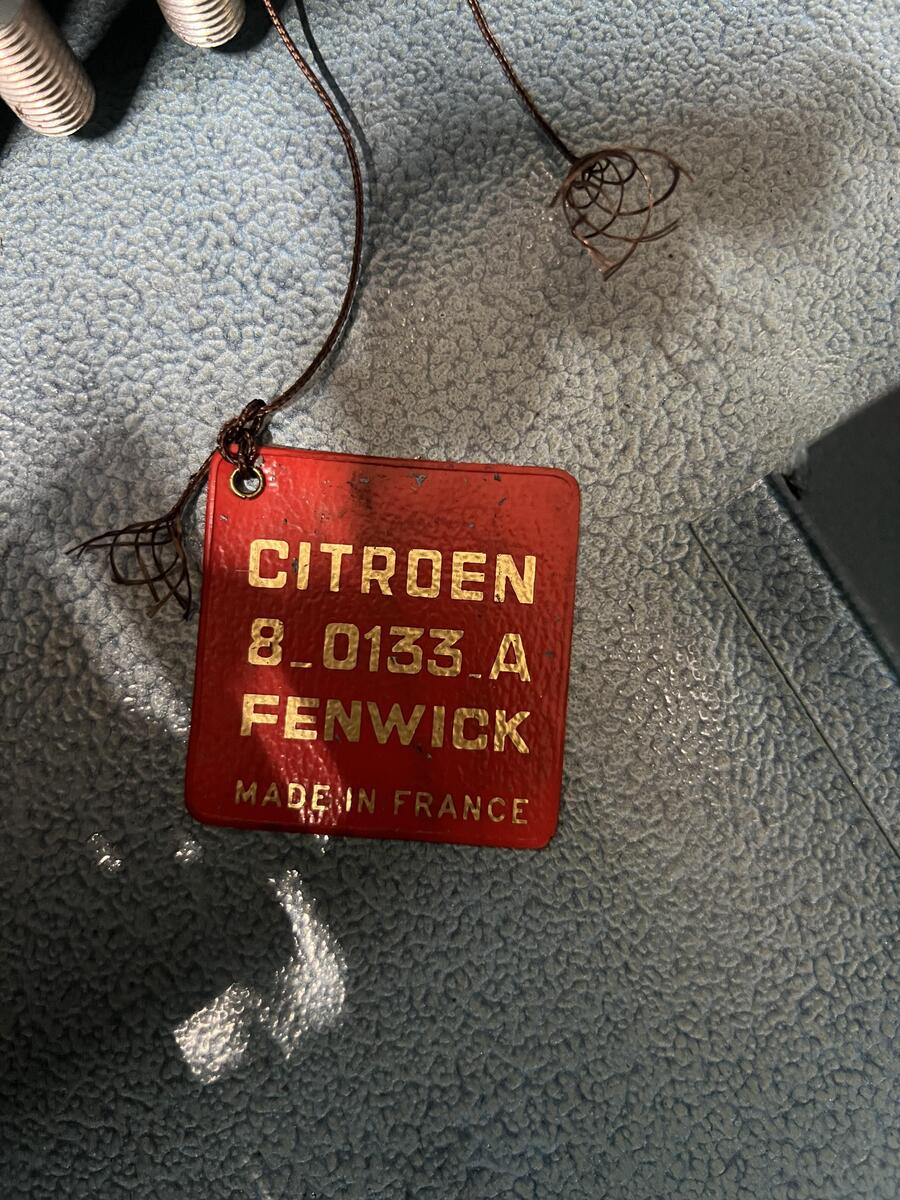 CITROEN
8_0133_A
FENWICK
MADE IN FRANCE